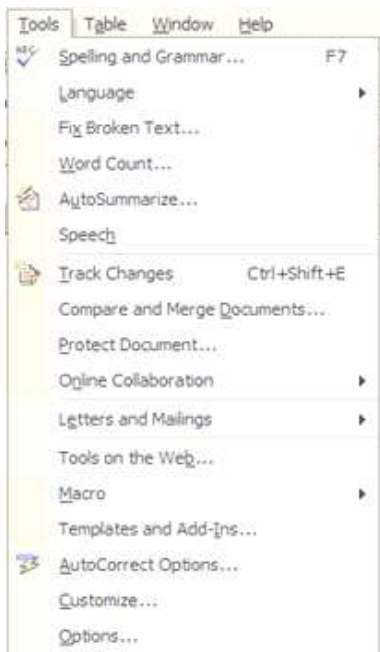 Tools Table Window Help
ABC Spelling and Grammar... F7
Language
Fix Broken Text...
Word Count...
AutoSummarize...
Speech
Track Changes Ctrl+Shift+E
Compare and Merge Documents...
Protect Document...
Online Collaboration
Letters and Mailings
Tools on the Web...
Macro
Templates and Add-Ins...
AutoCorrect Options...
Customize...
Options...